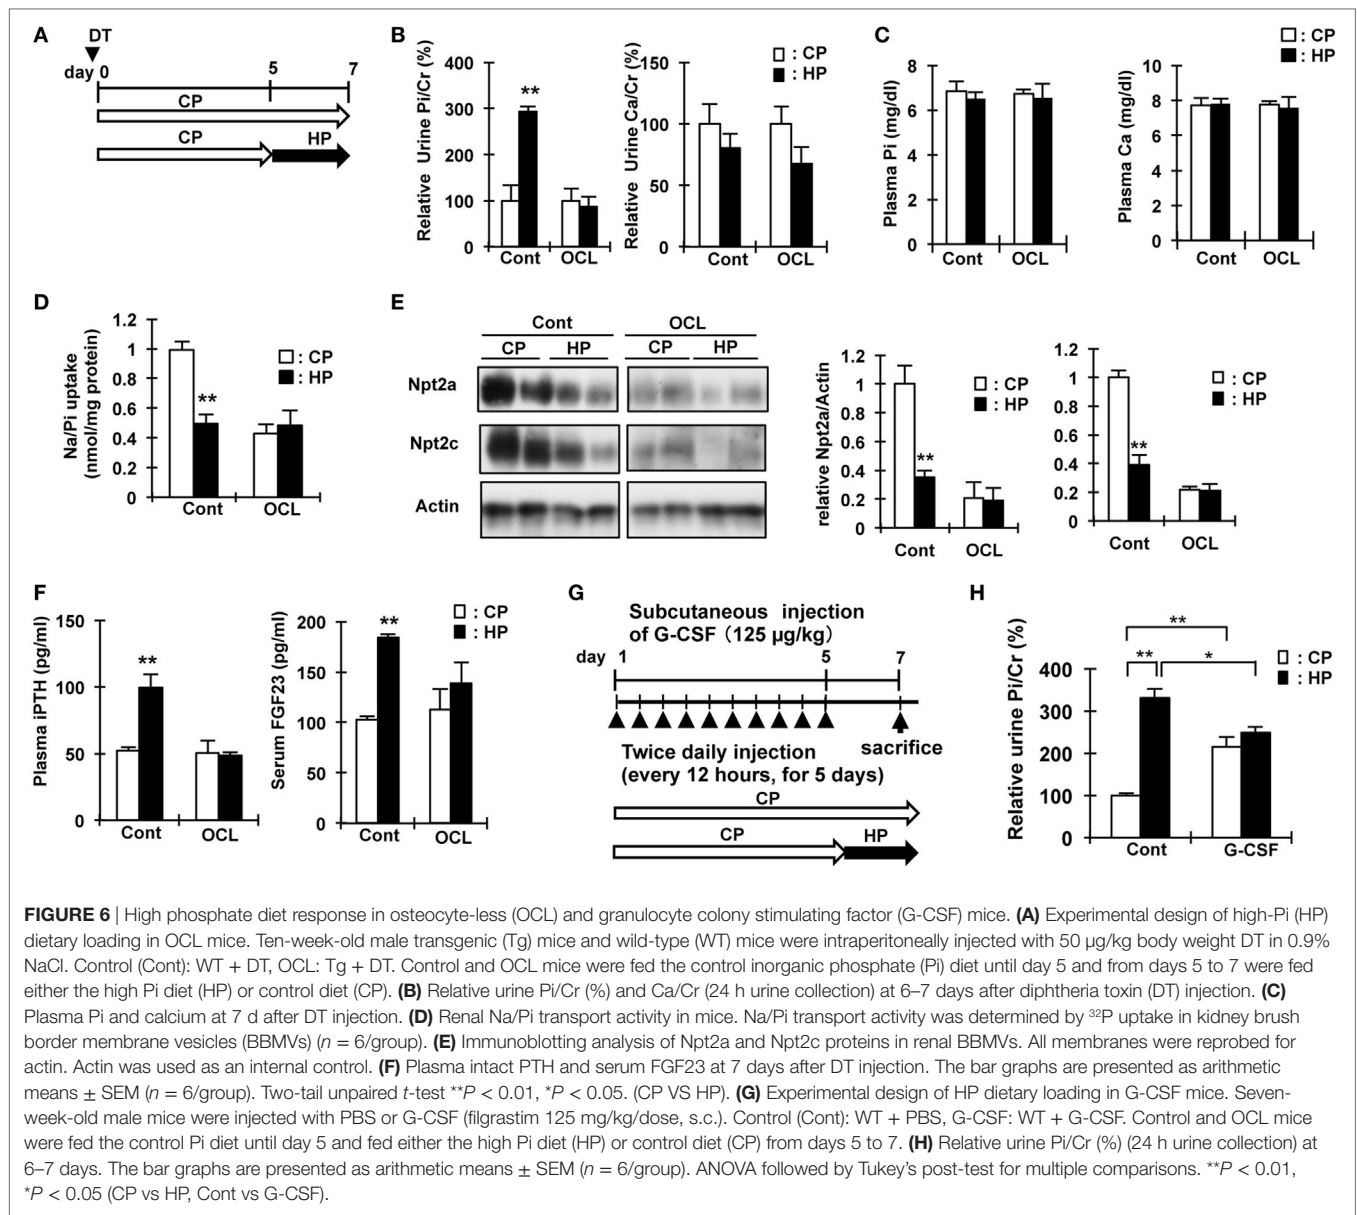 A
DT
day 0 5 7
CP
CP HP
B
Relative Urine Pi/Cr (%)
400
300
200
100
0
**
Cont OCL
Relative Urine Ca/Cr (%)
150
100
50
0
: CP
: HP
Cont OCL
C
: CP
: HP
Plasma Pi (mg/dl)
8
6
4
2
0
Cont OCL
Plasma Ca (mg/dl)
10
8
6
4
2
0
Cont OCL
D
Na/Pi uptake
(nmol/mg protein)
1.2
1
0.8
0.6
0.4
0.2
0
**
: CP
: HP
Cont OCL
E
Cont OCL
CP HP CP HP
Npt2a
Npt2c
Actin
relative Npt2a/Actin
1.2
1
0.8
0.6
0.4
0.2
0
**
: CP
: HP
Cont OCL
1.2
1
0.8
0.6
0.4
0.2
0
**
: CP
: HP
Cont OCL
F
Plasma iPTH (pg/ml)
150
100
50
0
**
Cont OCL
Serum FGF23 (pg/ml)
200
150
100
50
0
**
: CP
: HP
Cont OCL
G
Subcutaneous injection
of G-CSF (125 µg/kg)
day 1 5 7
Twice daily injection
(every 12 hours, for 5 days)
sacrifice
CP
CP HP
H
Relative urine Pi/Cr (%)
400
300
200
100
0
**
** *
: CP
: HP
Cont G-CSF
FIGURE 6 | High phosphate diet response in osteocyte-less (OCL) and granulocyte colony stimulating factor (G-CSF) mice. (A) Experimental design of high-Pi (HP)
dietary loading in OCL mice. Ten-week-old male transgenic (Tg) mice and wild-type (WT) mice were intraperitoneally injected with 50 µg/kg body weight DT in 0.9%
NaCl. Control (Cont): WT + DT, OCL: Tg + DT. Control and OCL mice were fed the control inorganic phosphate (Pi) diet until day 5 and from days 5 to 7 were fed
either the high Pi diet (HP) or control diet (CP). (B) Relative urine Pi/Cr (%) and Ca/Cr (24 h urine collection) at 6–7 days after diphtheria toxin (DT) injection. (C)
Plasma Pi and calcium at 7 d after DT injection. (D) Renal Na/Pi transport activity in mice. Na/Pi transport activity was determined by ³²P uptake in kidney brush
border membrane vesicles (BBMVs) (n = 6/group). (E) Immunoblotting analysis of Npt2a and Npt2c proteins in renal BBMVs. All membranes were reprobed for
actin. Actin was used as an internal control. (F) Plasma intact PTH and serum FGF23 at 7 days after DT injection. The bar graphs are presented as arithmetic
means ± SEM (n = 6/group). Two-tail unpaired t-test **P < 0.01, *P < 0.05. (CP VS HP). (G) Experimental design of HP dietary loading in G-CSF mice. Seven-
week-old male mice were injected with PBS or G-CSF (filgrastim 125 mg/kg/dose, s.c.). Control (Cont): WT + PBS, G-CSF: WT + G-CSF. Control and OCL mice
were fed the control Pi diet until day 5 and fed either the high Pi diet (HP) or control diet (CP) from days 5 to 7. (H) Relative urine Pi/Cr (%) (24 h urine collection) at
6–7 days. The bar graphs are presented as arithmetic means ± SEM (n = 6/group). ANOVA followed by Tukey's post-test for multiple comparisons. **P < 0.01,
*P < 0.05 (CP vs HP, Cont vs G-CSF).